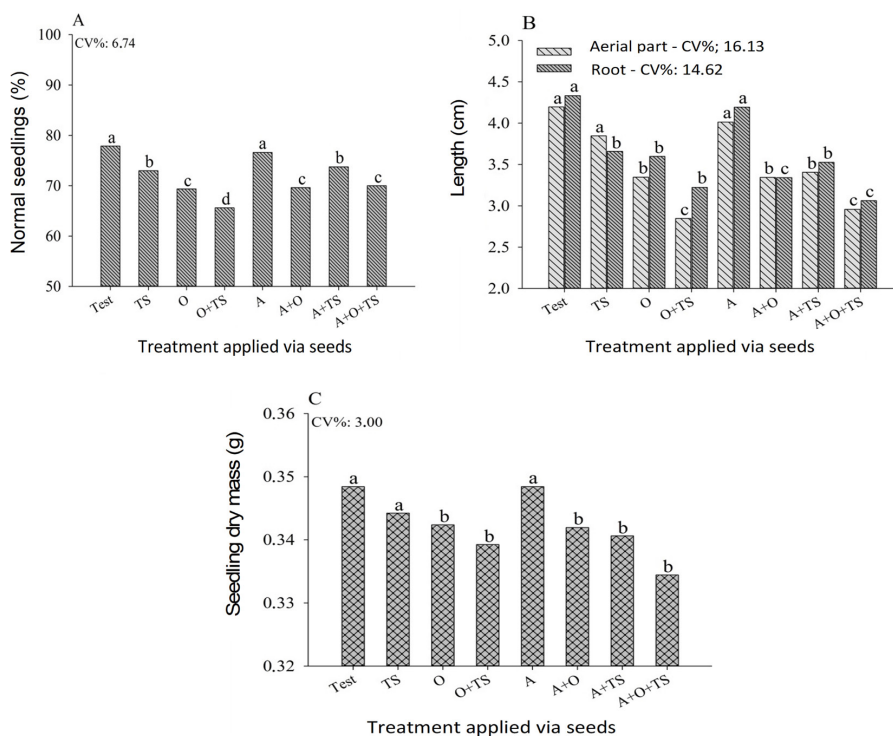 A
CV%: 6.74
Normal seedlings (%)
100
90
80
70
60
50
a
b
c
d
a
c
b
c
Test
TS
O
O+TS
A
A+O
A+TS
A+O+TS
Treatment applied via seeds
B
Aerial part - CV%; 16.13
Root - CV%: 14.62
Length (cm)
5.0
4.5
4.0
3.5
3.0
2.5
2.0
a a
a b
b b
c b
a a
b c
b b
c c
Test
TS
O
O+TS
A
A+O
A+TS
A+O+TS
Treatment applied via seeds
C
CV%: 3.00
Seedling dry mass (g)
0.36
0.35
0.34
0.33
0.32
a
a
b
b
a
b
b
b
Test
TS
O
O+TS
A
A+O
A+TS
A+O+TS
Treatment applied via seeds